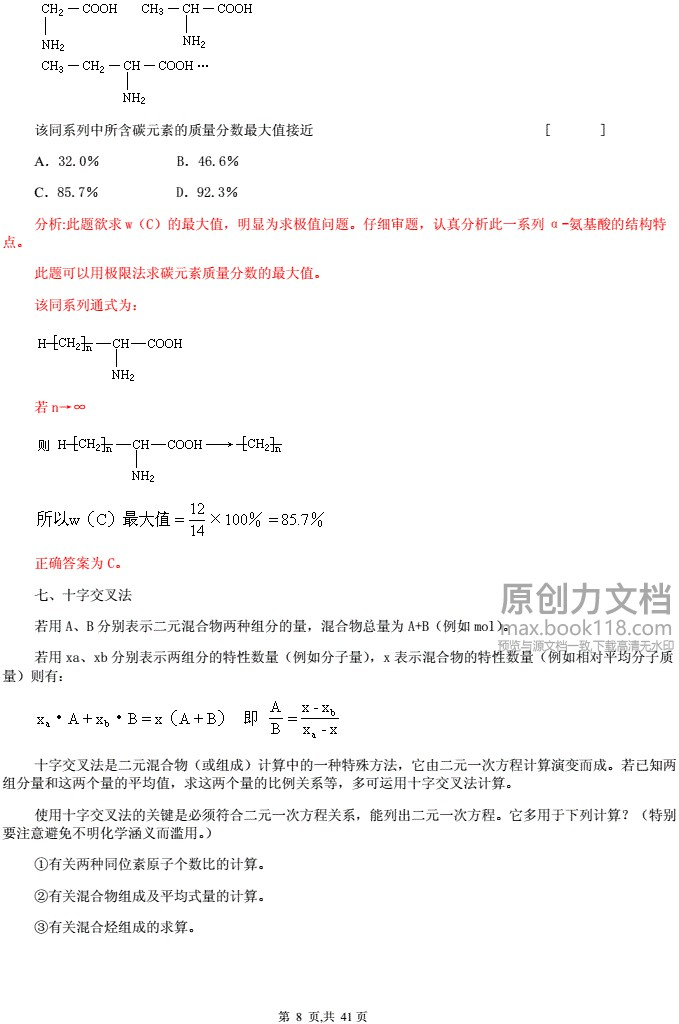 CH2—COOH CH3—CH—COOH
NH2 NH2
CH3—CH2—CH—COOH…
NH2
该同系列中所含碳元素的质量分数最大值接近 [ ]
A．32.0% B．46.6%
C．85.7% D．92.3%
分析:此题欲求 w（C）的最大值，明显为求极值问题。仔细审题，认真分析此一系列 α-氨基酸的结构特
点。
此题可以用极限法求碳元素质量分数的最大值。
该同系列通式为：
H-[CH2]n—CH—COOH
NH2
若 n→∞
则 H-[CH2]n—CH—COOH→-[CH2]n
NH2
所以w（C）最大值=12/14×100%=85.7%
正确答案为 C。
七、十字交叉法
若用 A、B 分别表示二元混合物两种组分的量，混合物总量为 A+B（例如 mol）。
若用 xa、xb 分别表示两组分的特性数量（例如分子量），x 表示混合物的特性数量（例如相对平均分子质
量）则有：
xa·A+xb·B=x（A+B） 即 A/B=x-xb/xa-x
十字交叉法是二元混合物（或组成）计算中的一种特殊方法，它由二元一次方程计算演变而成。若已知两
组分量和这两个量的平均值，求这两个量的比例关系等，多可运用十字交叉法计算。
使用十字交叉法的关键是必须符合二元一次方程关系，能列出二元一次方程。它多用于下列计算？（特别
要注意避免不明化学涵义而滥用。）
①有关两种同位素原子个数比的计算。
②有关混合物组成及平均式量的计算。
③有关混合烃组成的求算。
第 8 页,共 41 页
原创力文档
max.book118.com
预览与源文档一致,下载高清无水印